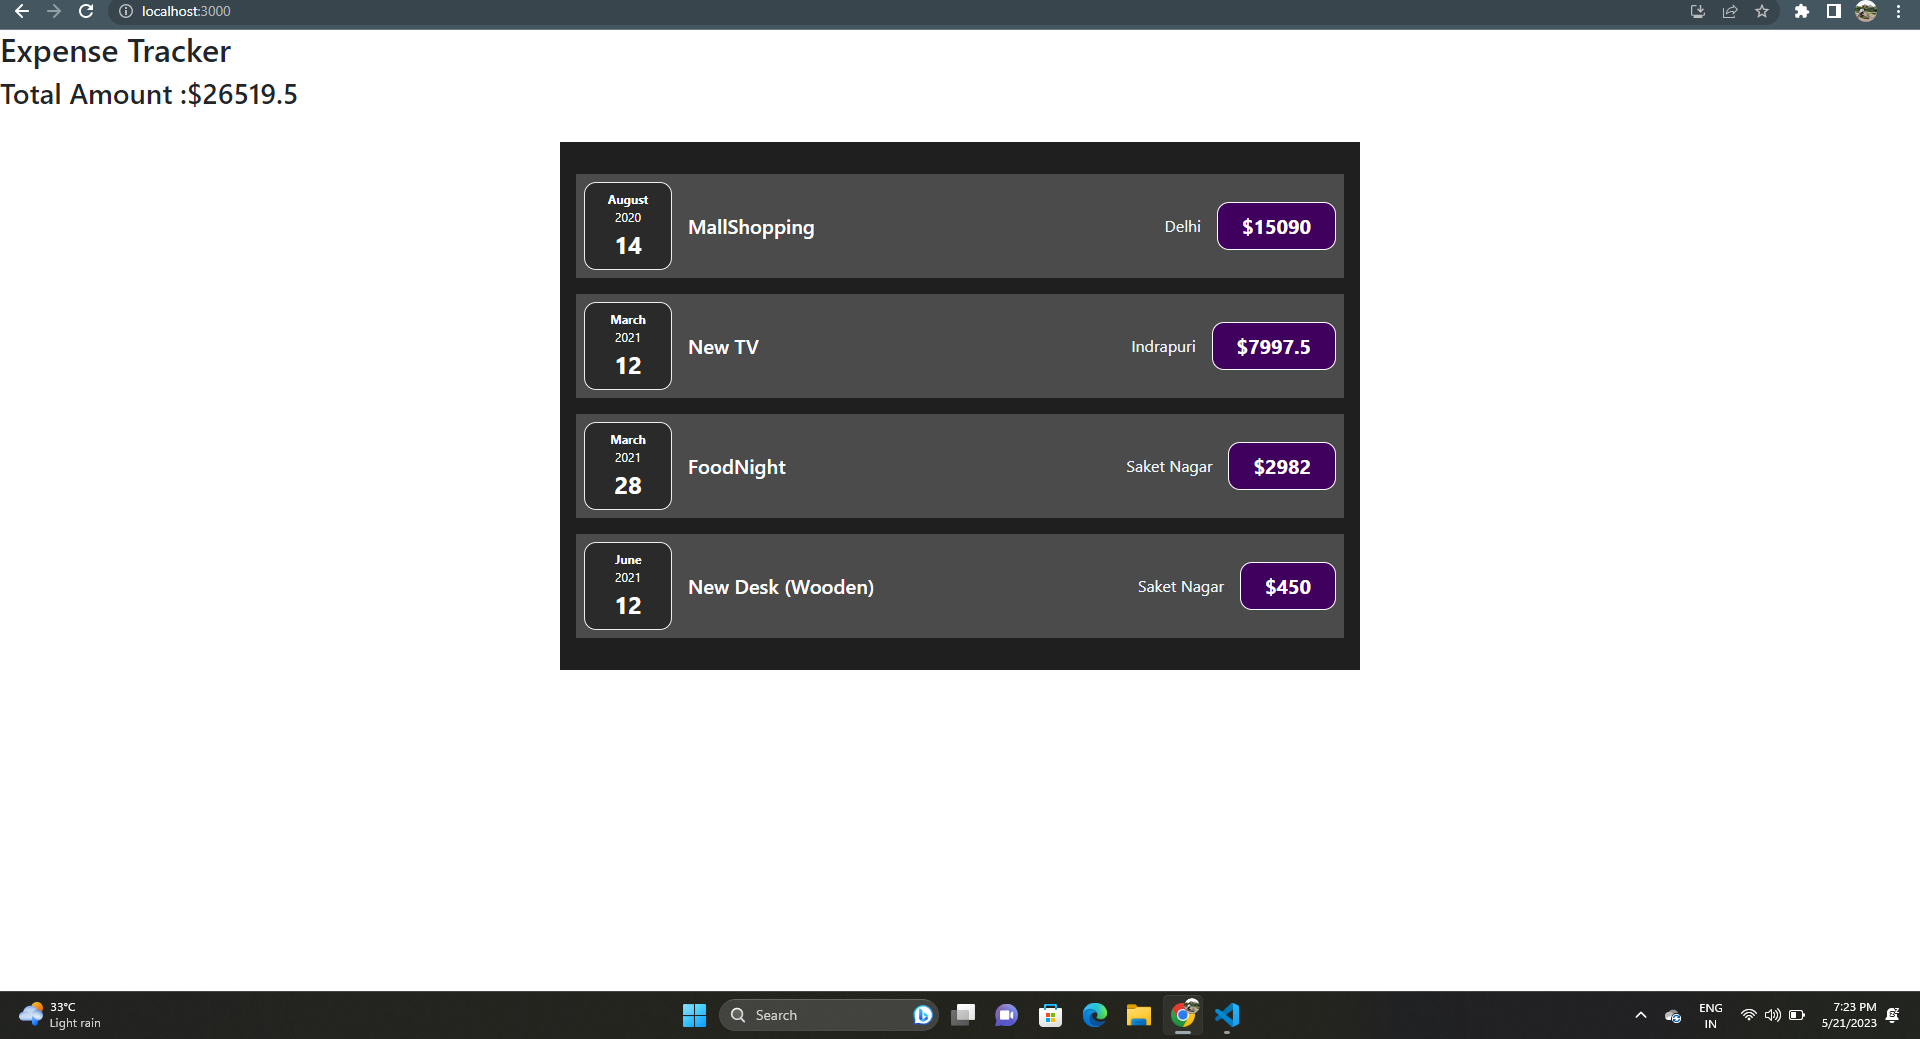 localhost:3000
Expense Tracker
Total Amount :$26519.5
August
2020
14
MallShopping
Delhi
$15090
March
2021
12
New TV
Indrapuri
$7997.5
March
2021
28
FoodNight
Saket Nagar
$2982
June
2021
12
New Desk (Wooden)
Saket Nagar
$450
33°C
Light rain
Search
ENG
IN
7:23 PM
5/21/2023